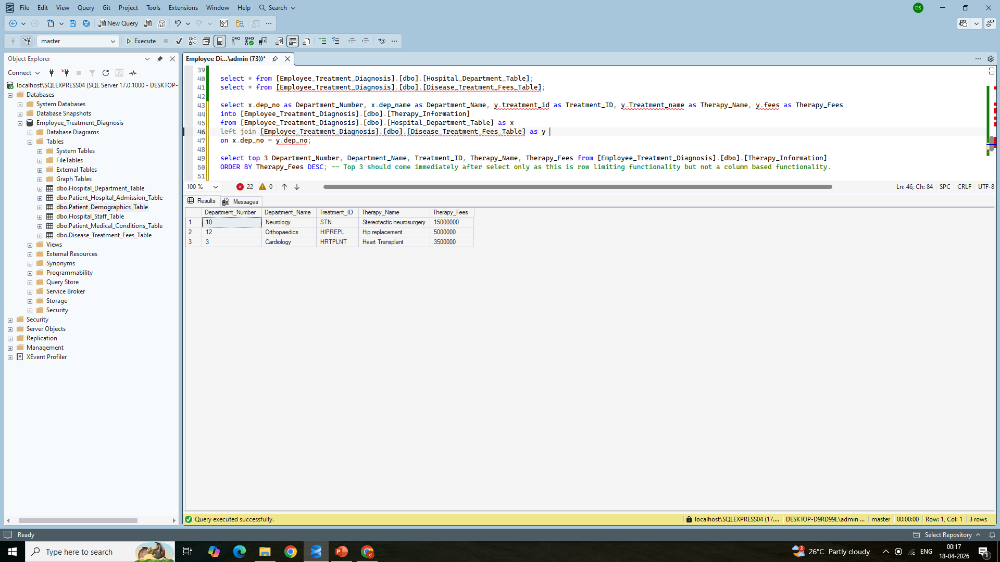 File Edit View Query Git Project Tools Extensions Window Help Search
DS
New Query
DAX
master
Execute
Object Explorer
Connect
localhost\SQLEXPRESS04 (SQL Server 17.0.1000 - DESKTOP-
Databases
System Databases
Database Snapshots
Employee_Treatment_Diagnosis
Database Diagrams
Tables
System Tables
FileTables
External Tables
Graph Tables
dbo.Hospital_Department_Table
dbo.Patient_Hospital_Admission_Table
dbo.Patient_Demographics_Table
dbo.Hospital_Staff_Table
dbo.Patient_Medical_Conditions_Table
dbo.Disease_Treatment_Fees_Table
Views
External Resources
Synonyms
Programmability
Query Store
Service Broker
Storage
Security
Security
Server Objects
Replication
Management
XEvent Profiler
Employee Di...\admin (73))*
39
40 select * from [Employee_Treatment_Diagnosis].[dbo].[Hospital_Department_Table];
41 select * from [Employee_Treatment_Diagnosis].[dbo].[Disease_Treatment_Fees_Table];
42
43 select x.dep_no as Department_Number, x.dep_name as Department_Name, y.treatment_id as Treatment_ID, y.Treatment_name as Therapy_Name, y.fees as Therapy_Fees
44 into [Employee_Treatment_Diagnosis].[dbo].[Therapy_Information]
45 from [Employee_Treatment_Diagnosis].[dbo].[Hospital_Department_Table] as x
46 left join [Employee_Treatment_Diagnosis].[dbo].[Disease_Treatment_Fees_Table] as y
47 on x.dep_no = y.dep_no;
48
49 select top 3 Department_Number, Department_Name, Treatment_ID, Therapy_Name, Therapy_Fees from [Employee_Treatment_Diagnosis].[dbo].[Therapy_Information]
50 ORDER BY Therapy_Fees DESC; -- Top 3 should come immediately after select only as this is row limiting functionality but not a column based functionality.
51
100 % 22 0 Ln: 46, Ch: 84 SPC CRLF UTF-8
Results Messages
Department_Number Department_Name Treatment_ID Therapy_Name Therapy_Fees
1 10 Neurology STN Stereotactic neurosurgery 15000000
2 12 Orthopaedics HIPREPL Hip replacement 5000000
3 3 Cardiology HRTPLNT Heart Transplant 3500000
Query executed successfully. localhost\SQLEXPRESS04 (17.... DESKTOP-D9RD99L\admin ... master 00:00:00 Row: 1, Col: 1 3 rows
Ready Select Repository
Type here to search
2 26°C Partly cloudy ENG 00:17
18-04-2026
1